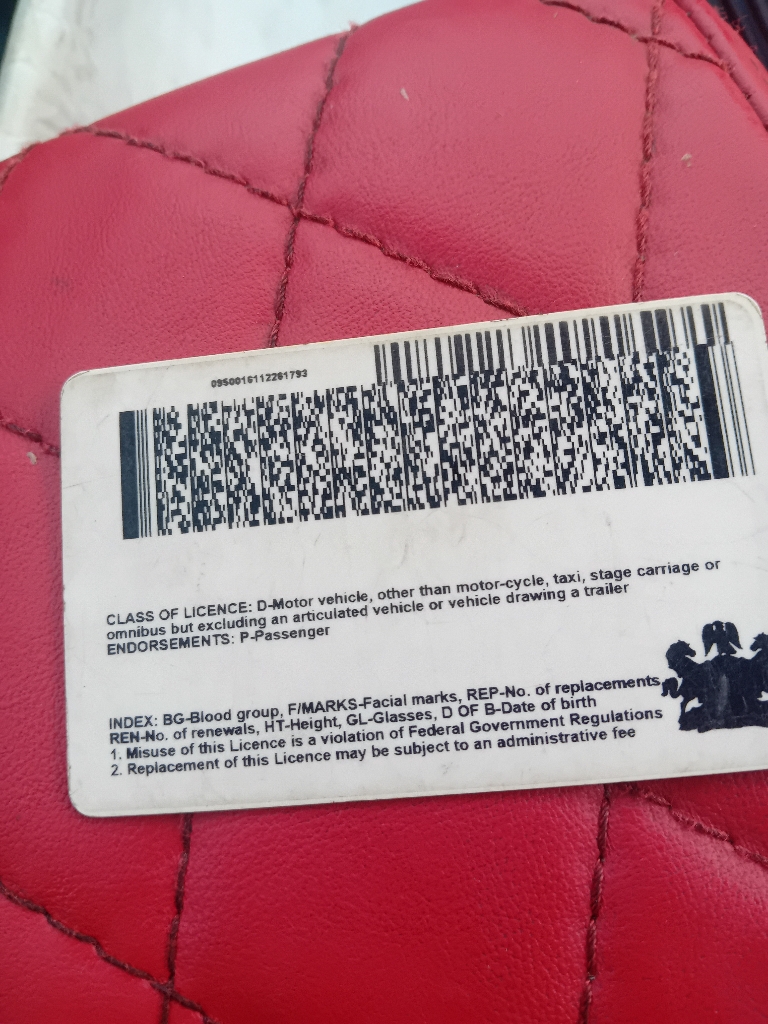 0950016112261793
CLASS OF LICENCE: D-Motor vehicle, other than motor-cycle, taxi, stage carriage or
omnibus but excluding an articulated vehicle or vehicle drawing a trailer
ENDORSEMENTS: P-Passenger
INDEX: BG-Blood group, F/MARKS-Facial marks, REP-No. of replacements,
REN-No. of renewals, HT-Height, GL-Glasses, D OF B-Date of birth
1. Misuse of this Licence is a violation of Federal Government Regulations
2. Replacement of this Licence may be subject to an administrative fee